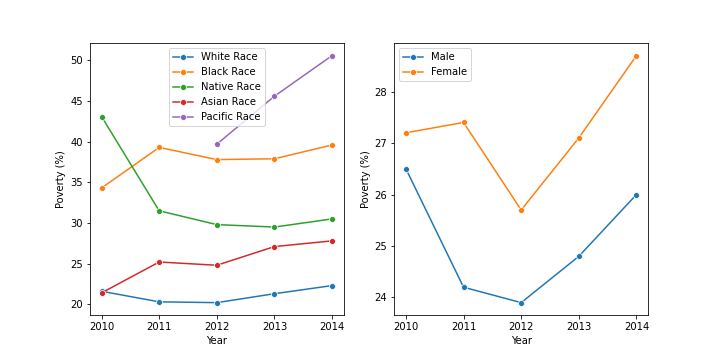 White Race
Black Race
Native Race
Asian Race
Pacific Race
50
45
40
35
30
25
20
Poverty (%)
2010 2011 2012 2013 2014
Year
Male
Female
28
27
26
25
24
Poverty (%)
2010 2011 2012 2013 2014
Year